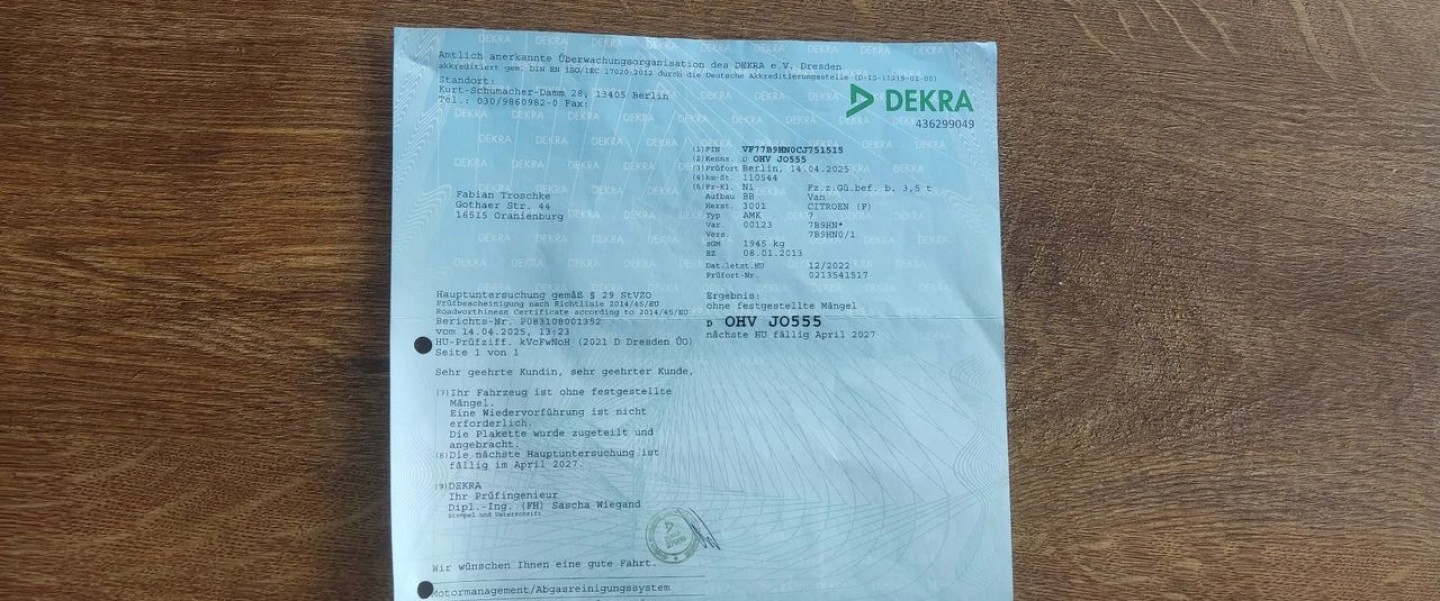 Amtlich anerkannte Überwachungsorganisation des DEKRA e.V. Dresden
akkreditiert gem. DIN EN ISO/IEC 17020:2012 durch die Deutsche Akkreditierungsstelle (D-IS-11219-01-00)
Standort:
Kurt-Schumacher-Damm 28, 13405 Berlin
Tel.: 030/9860982-0 Fax:
DEKRA
436299049
Fabian Troschke
Gothaer Str. 44
16515 Oranienburg
(1) FIN VF77B9HN0CJ751515
(2) Kennz. D OHV JO555
(3) Prüfort Berlin, 14.04.2025
(4) km-St. 110544
(5) Fz-Kl. N1 Fz.z.Gü.bef. b. 3,5 t
Aufbau BB Van
Herst. 3001 CITROEN (F)
Typ AMK 7
Var. 00123 7B9HN*
Vers. 7B9HN0/1
zGM 1945 kg
EZ 08.01.2013
Dat.letzt.HU 12/2022
Prüfort-Nr. 0213541517
Hauptuntersuchung gemäß § 29 StVZO
Prüfbescheinigung nach Richtlinie 2014/45/EU
Roadworthiness Certificate according to 2014/45/EU
Berichts-Nr. P083108001352
vom 14.04.2025, 13:23
HU-Prüfziff. kVcFwNoH (2021 D Dresden ÜO)
Seite 1 von 1
Ergebnis:
ohne festgestellte Mängel
D OHV JO555
nächste HU fällig April 2027
Sehr geehrte Kundin, sehr geehrter Kunde,
(7) Ihr Fahrzeug ist ohne festgestellte
Mängel.
Eine Wiedervorführung ist nicht
erforderlich.
Die Plakette wurde zugeteilt und
angebracht.
(8) Die nächste Hauptuntersuchung ist
fällig im April 2027.
(9) DEKRA
Ihr Prüfingenieur
Dipl.-Ing. (FH) Sascha Wiegand
Stempel und Unterschrift
Wir wünschen Ihnen eine gute Fahrt.
Motormanagement/Abgasreinigungssystem